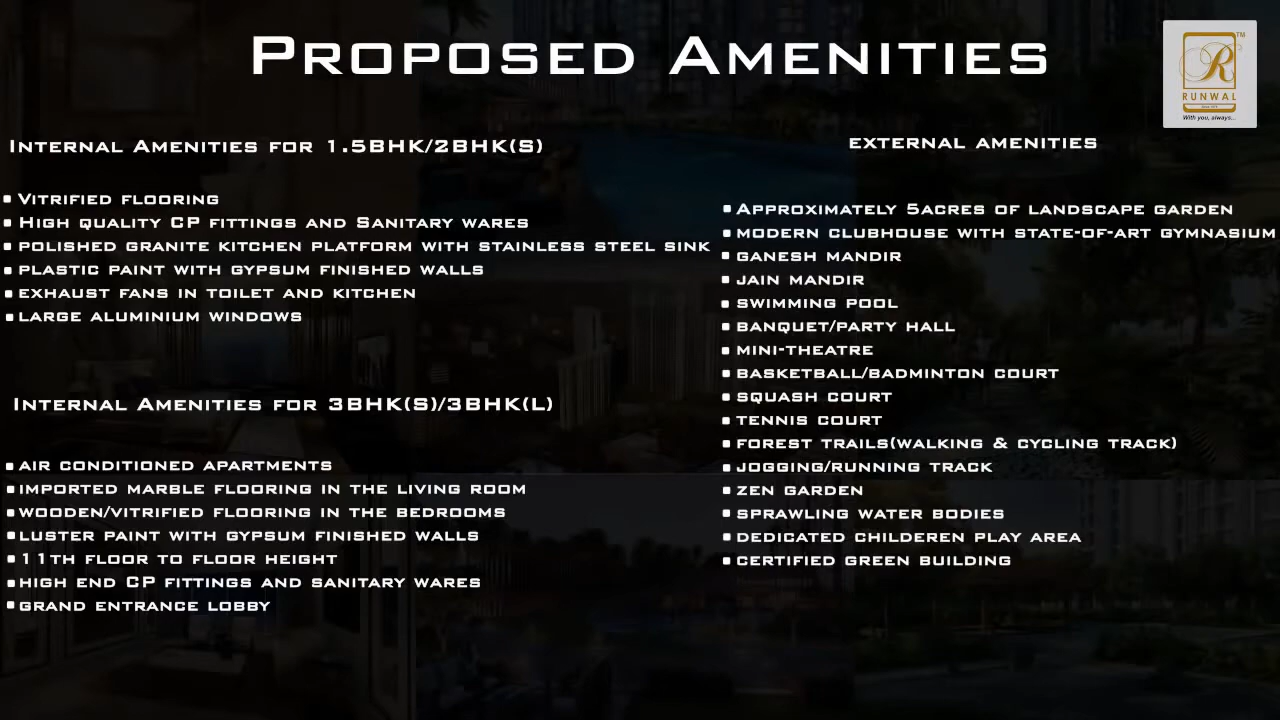 Proposed Amenities
TM
R
RUNWAL
With you, always...
Internal Amenities for 1.5BHK/2BHK(S)
Vitrified flooring
High quality CP fittings and Sanitary wares
polished granite kitchen platform with stainless steel sink
plastic paint with gypsum finished walls
exhaust fans in toilet and kitchen
large aluminium windows
Internal Amenities for 3BHK(S)/3BHK(L)
air conditioned apartments
imported marble flooring in the living room
wooden/vitrified flooring in the bedrooms
luster paint with gypsum finished walls
11th floor to floor height
high end CP fittings and sanitary wares
grand entrance lobby
external amenities
Approximately 5acres of landscape garden
modern clubhouse with state-of-art gymnasium
ganesh mandir
jain mandir
swimming pool
banquet/party hall
mini-theatre
basketball/badminton court
squash court
tennis court
forest trails(walking & cycling track)
jogging/running track
zen garden
sprawling water bodies
dedicated childeren play area
certified green building